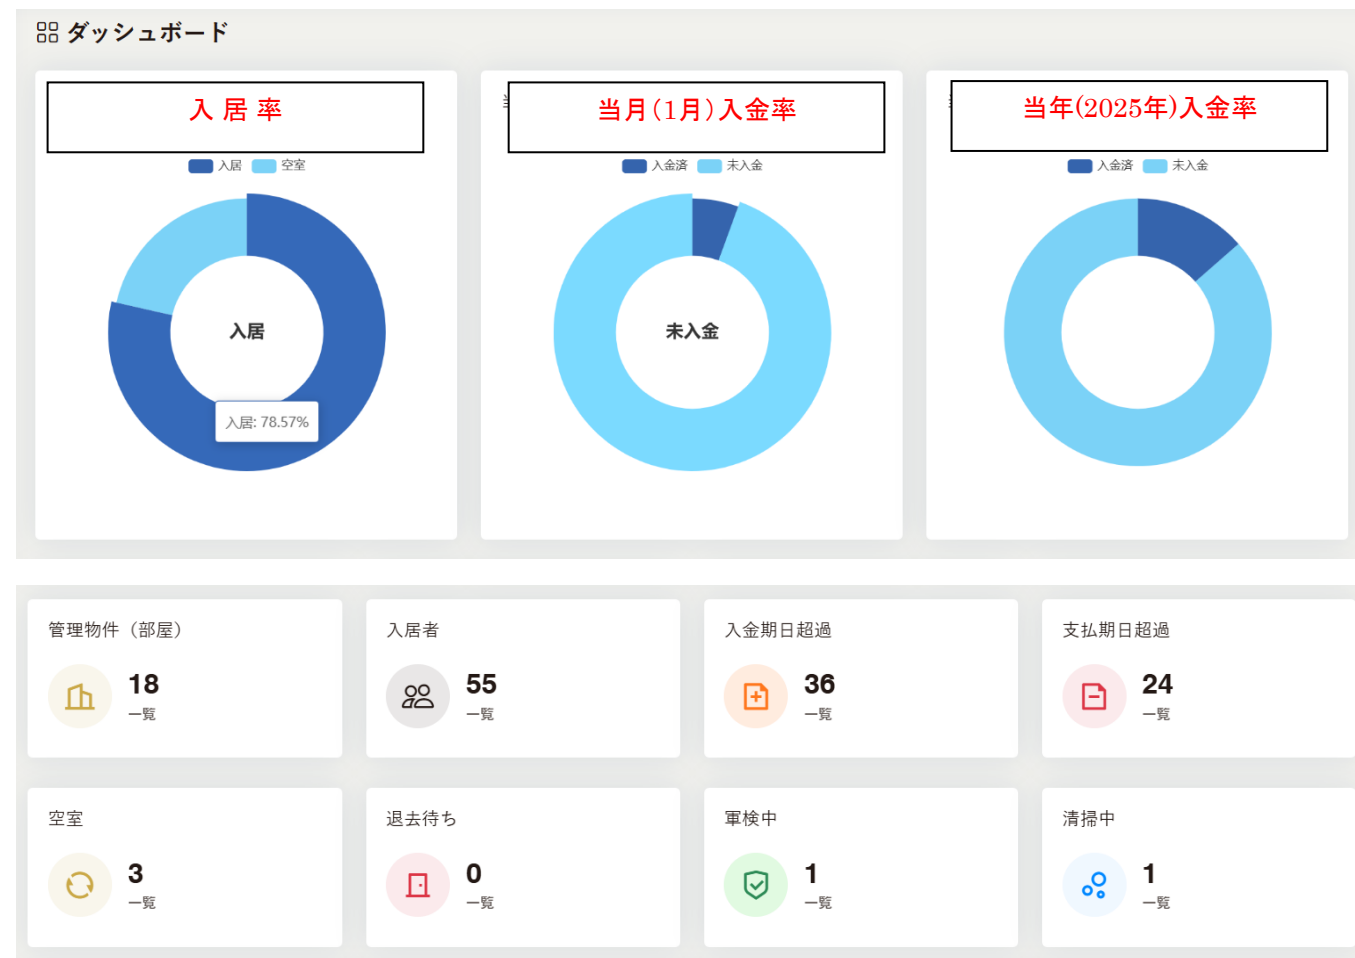 ダッシュボード
入 居 率
当月(1月)入金率
当年(2025年)入金率
入居 空室
入金済 未入金
入金済 未入金
入居
未入金
入居: 78.57%
管理物件（部屋）
18
一覧
入居者
55
一覧
入金期日超過
36
一覧
支払期日超過
24
一覧
空室
3
一覧
退去待ち
0
一覧
軍検中
1
一覧
清掃中
1
一覧